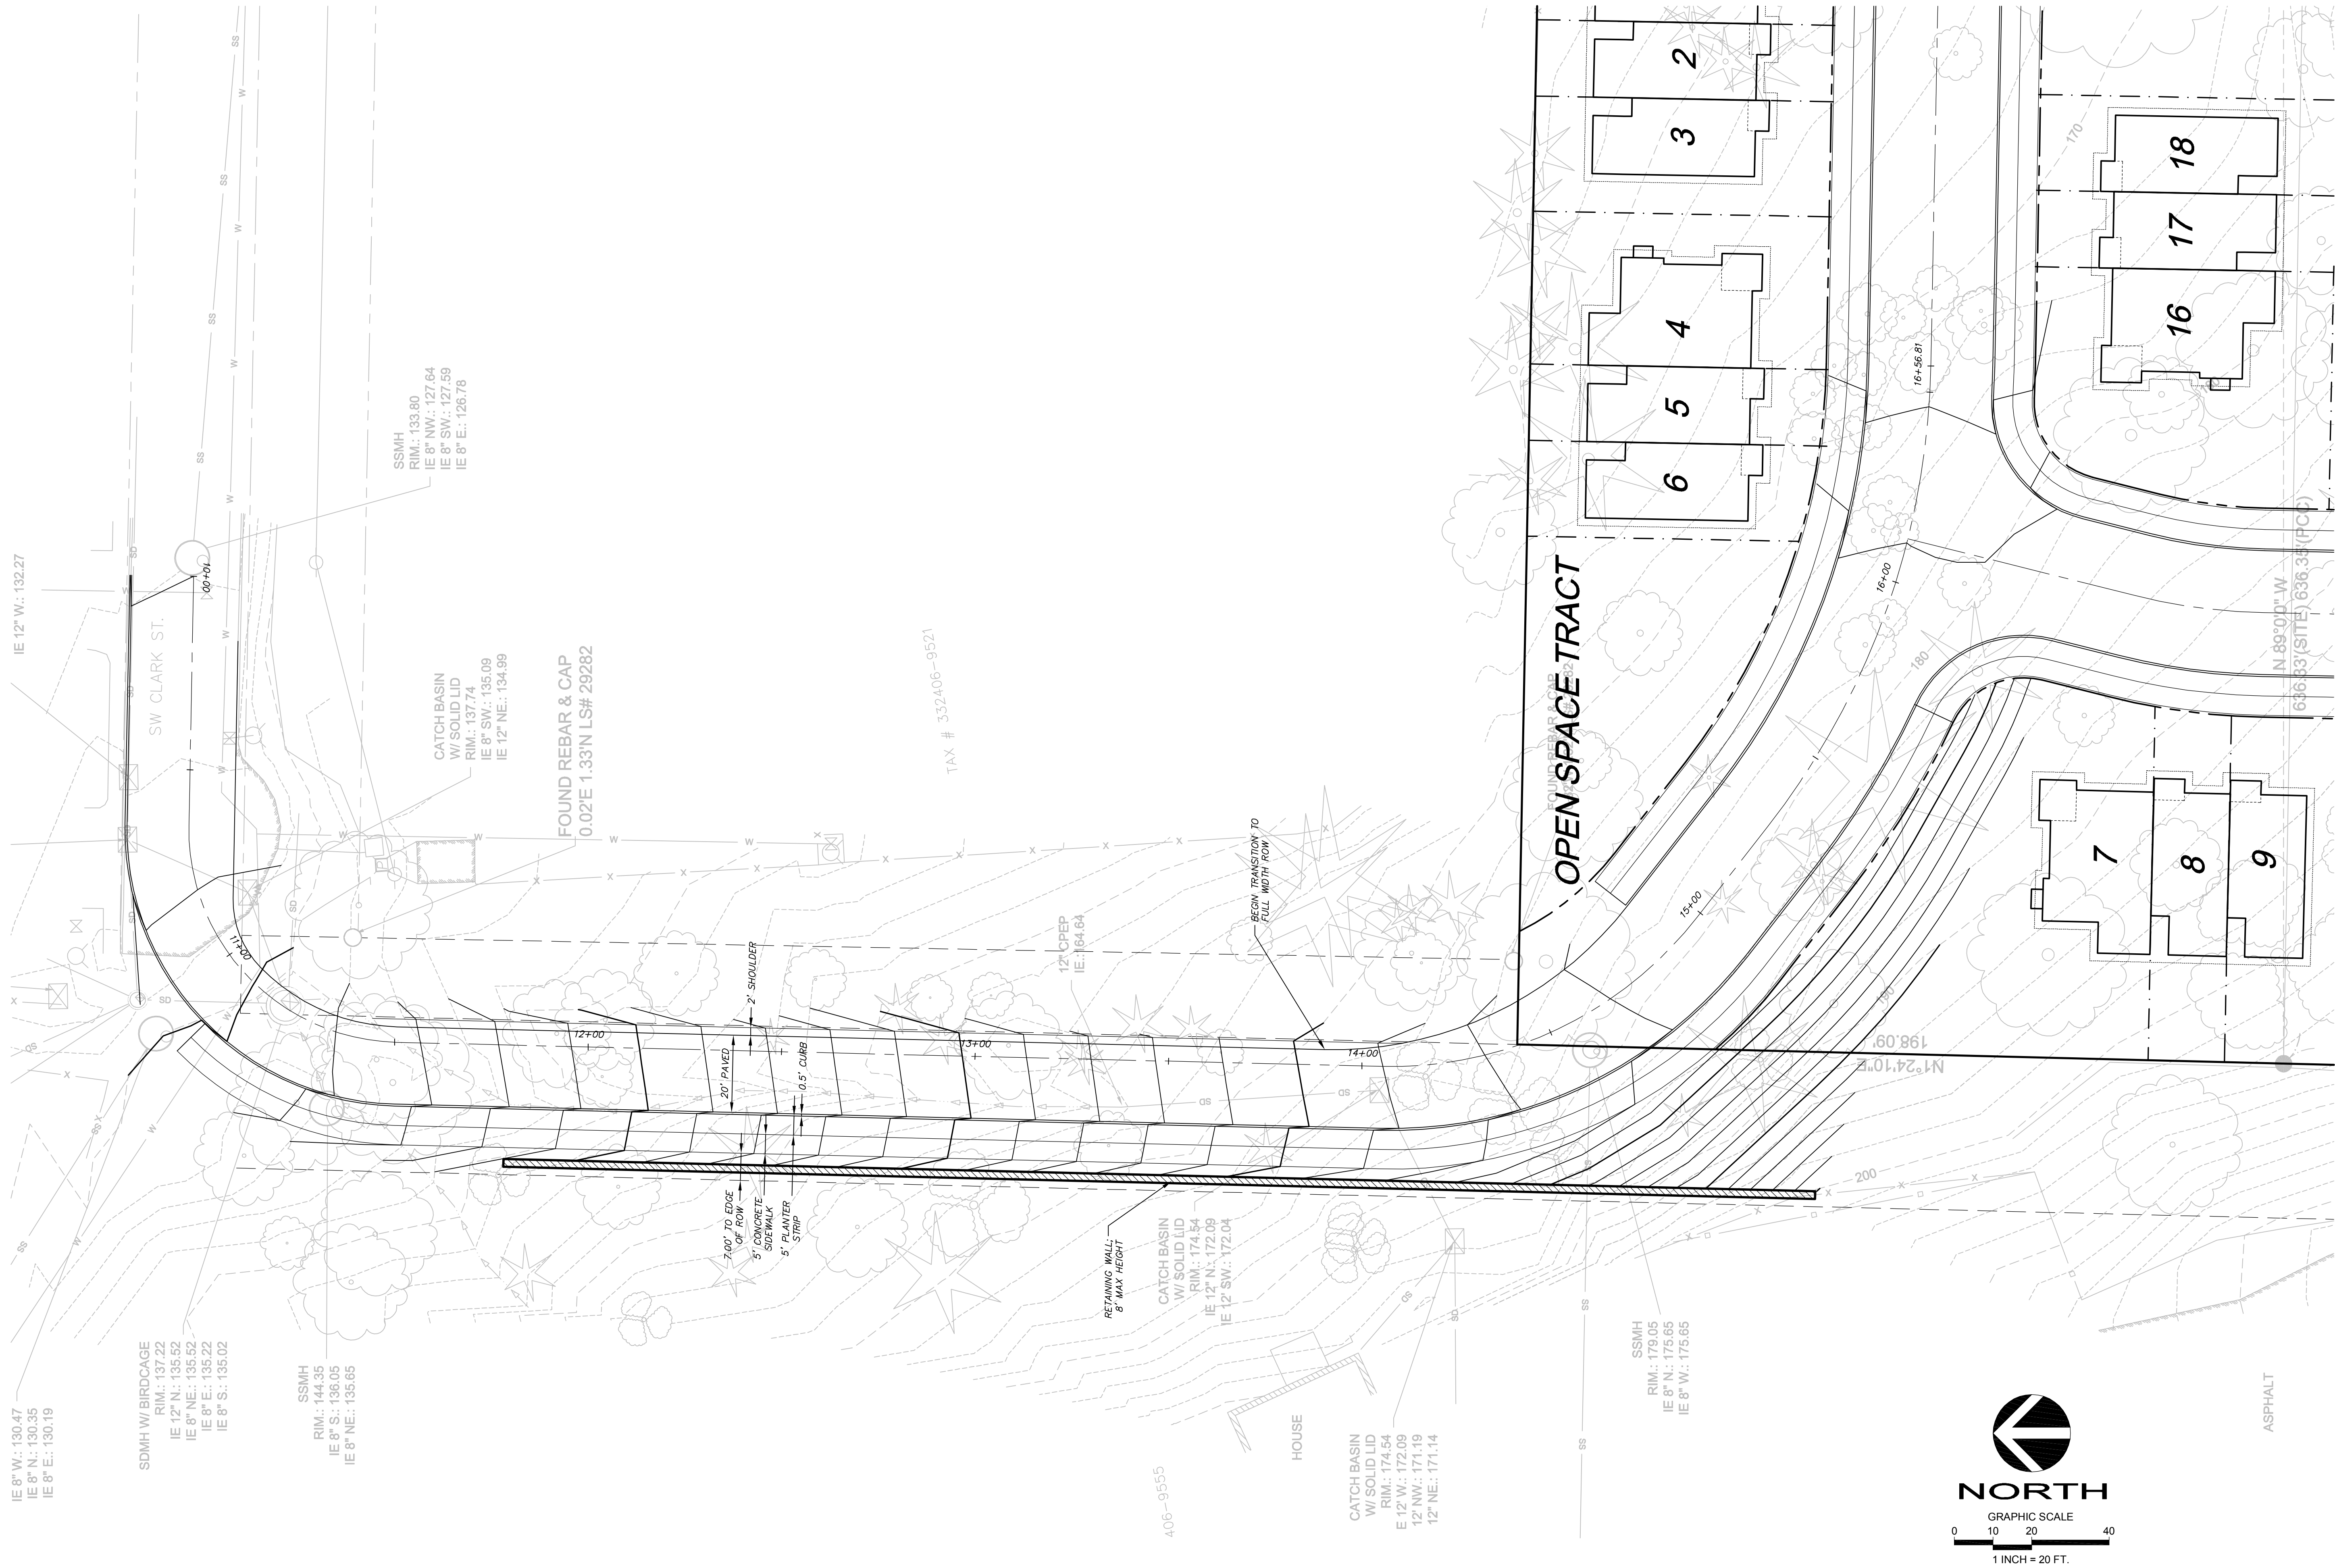 IE 12" W.: 132.27
SW CLARK ST.
10+00
11+00
SSMH
RIM.: 133.80
IE 8" NW.: 127.64
IE 8" SW.: 127.59
IE 8" E.: 126.78
CATCH BASIN
W/ SOLID LID
RIM.: 137.74
IE 8" SW.: 135.09
IE 12" NE.: 134.99
FOUND REBAR & CAP
0.02'E 1.33'N LS# 29282
TAX # 332406-9521
12" CPEP
IE.: 164.64
BEGIN TRANSITION TO
FULL WIDTH ROW
12+00
13+00
14+00
15+00
16+00
16+56.81
2' SHOULDER
20' PAVED
0.5' CURB
7.00' TO EDGE
OF ROW
5' CONCRETE
SIDEWALK
5' PLANTER
STRIP
RETAINING WALL;
8' MAX HEIGHT
CATCH BASIN
W/ SOLID LID
RIM.: 174.54
IE 12" N.: 172.09
IE 12' SW.: 172.04
IE 8" W.: 130.47
IE 8" N.: 130.35
IE 8" E.: 130.19
SDMH W/ BIRDCAGE
RIM.: 137.22
IE 12" N.: 135.52
IE 8" NE.: 135.52
IE 8" E.: 135.22
IE 8" S.: 135.02
SSMH
RIM.: 144.35
IE 8" S.: 136.05
IE 8" NE.: 135.65
406-9555
HOUSE
CATCH BASIN
W/ SOLID LID
RIM.: 174.54
E 12' W.: 172.09
12' NW.: 171.19
12" NE.: 171.14
SSMH
RIM.: 179.05
IE 8" N.: 175.65
IE 8" W.: 175.65
OPEN SPACE TRACT
FOUND REBAR & CAP
2
3
4
5
6
7
8
9
16
17
18
170
180
190
200
N1°24'10"E
198.09'
N 89°0'0" W
636.33'(SITE) 636.35'(PCC)
ASPHALT
NORTH
GRAPHIC SCALE
0 10 20 40
1 INCH = 20 FT.